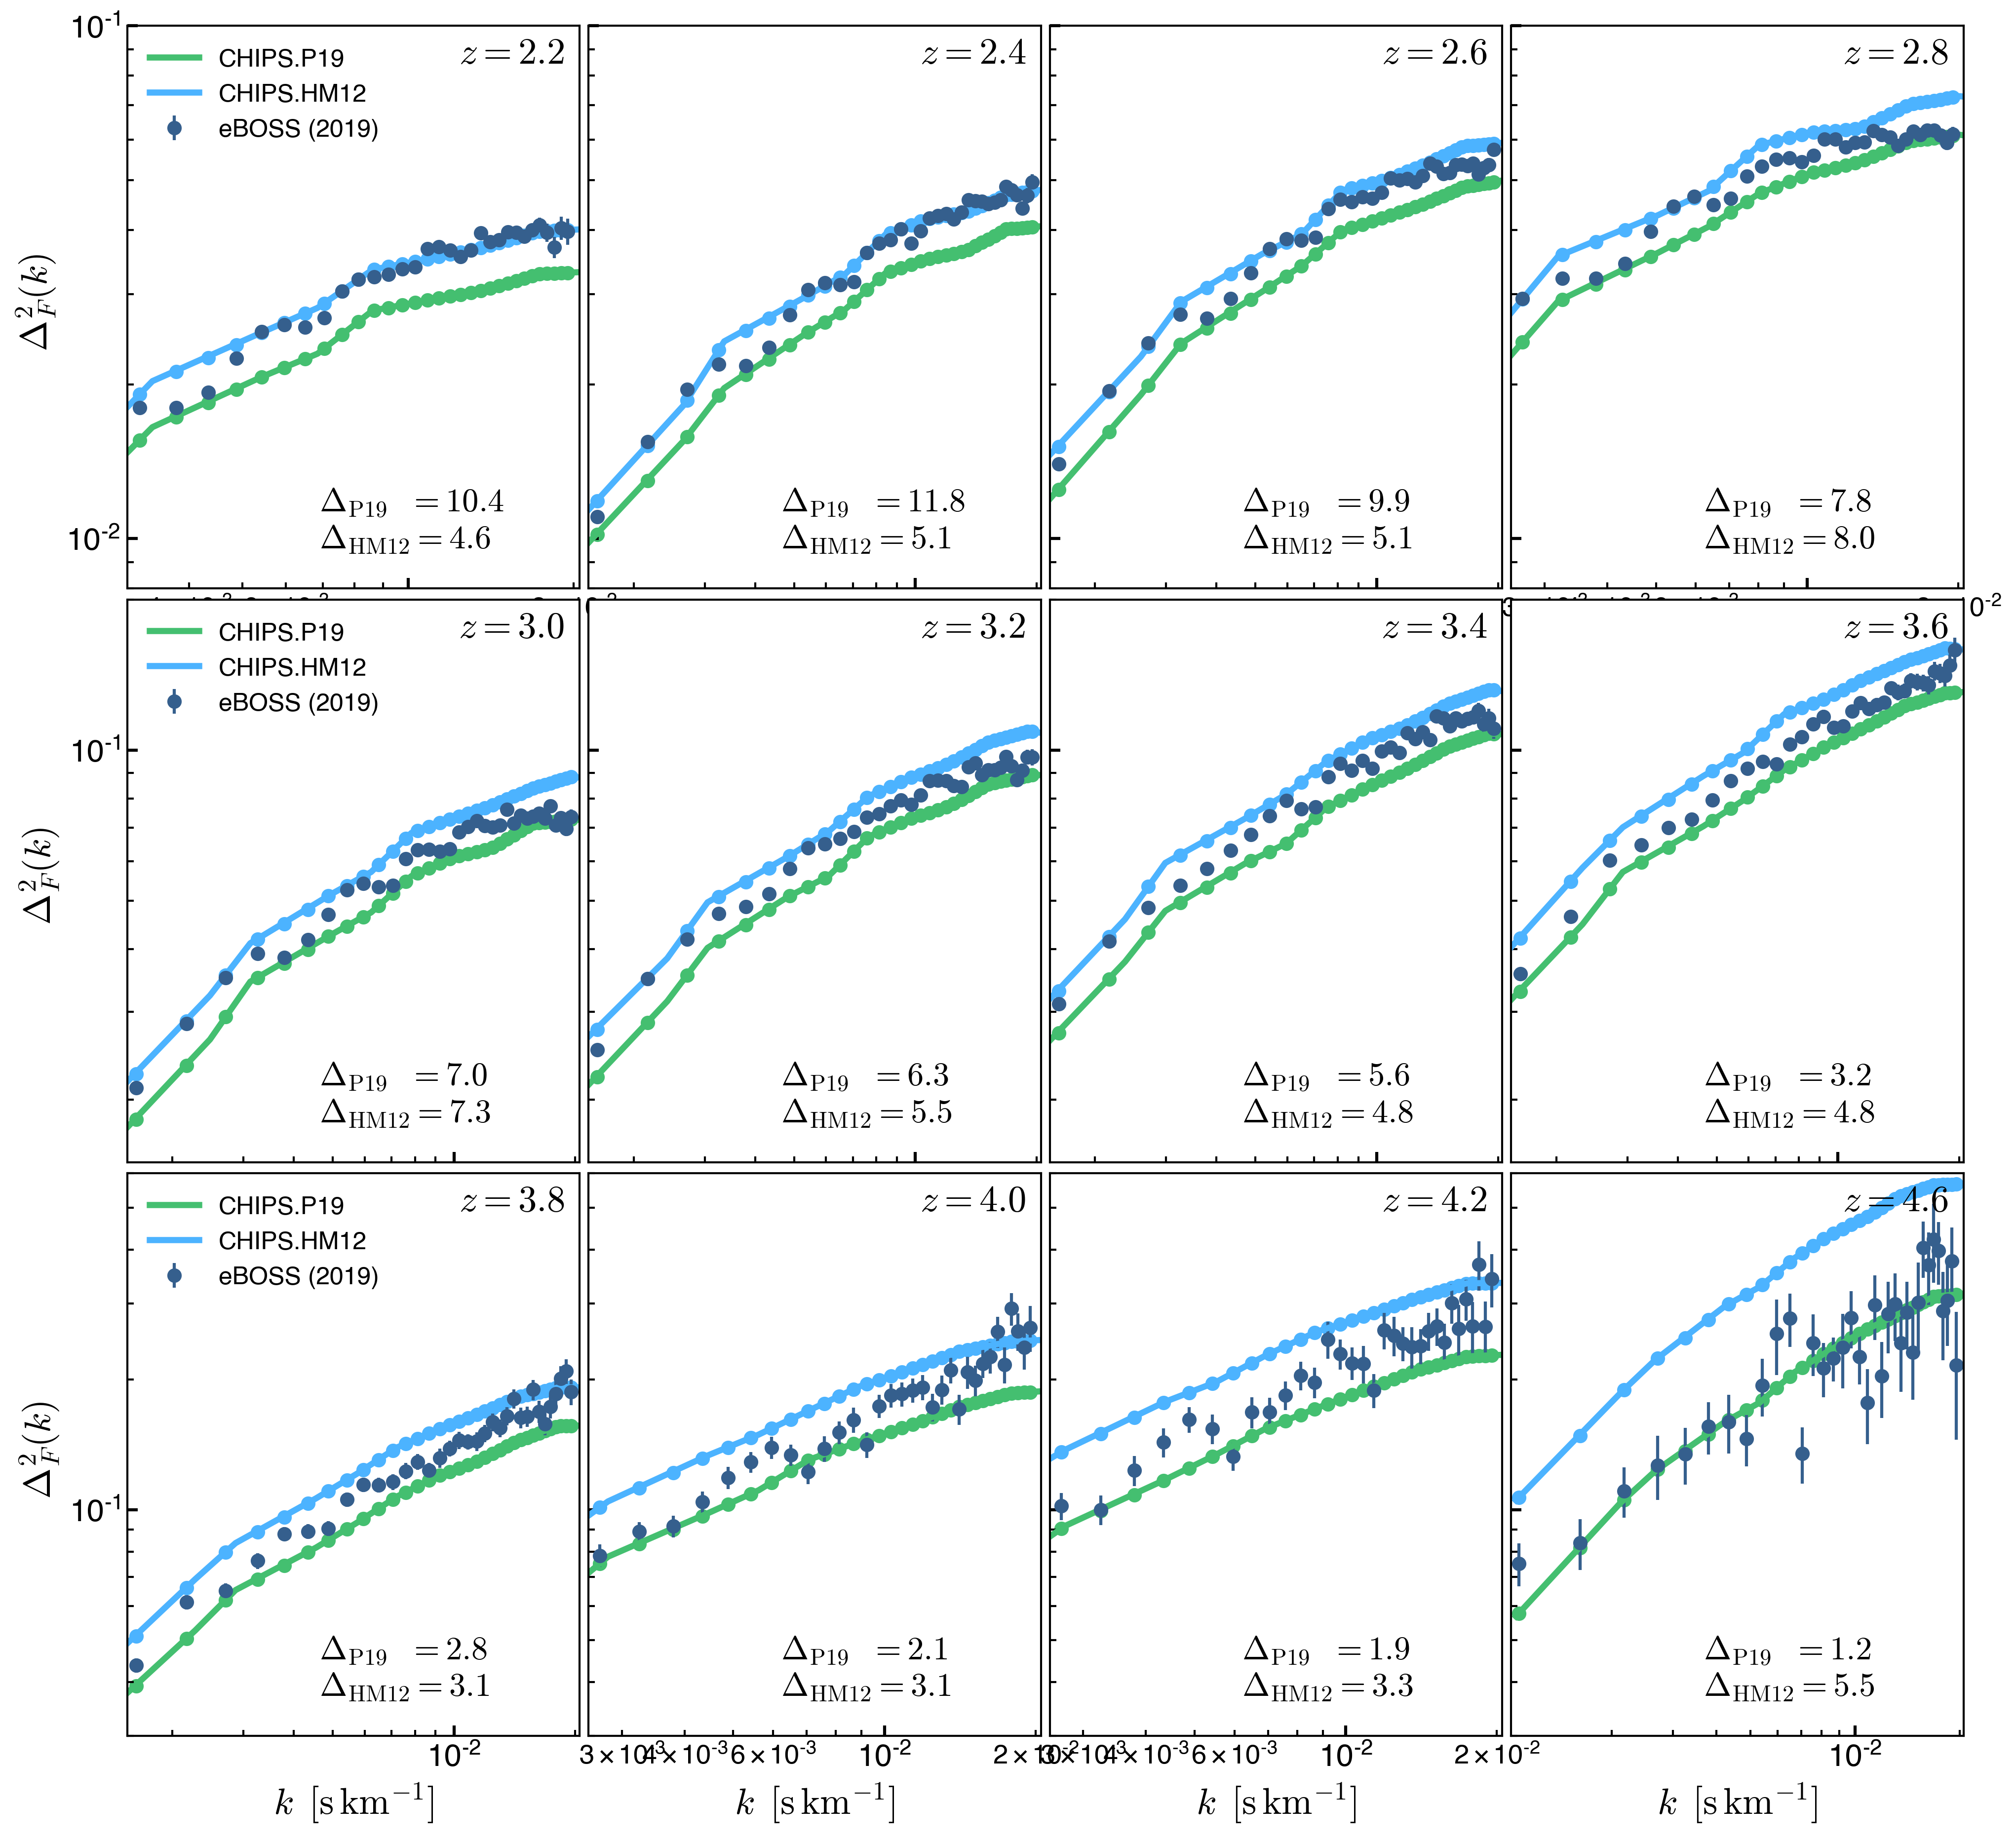 10⁻¹
CHIPS.P19
CHIPS.HM12
eBOSS (2019)
z = 2.2
z = 2.4
z = 2.6
z = 2.8
Δ²_F(k)
10⁻²
Δ_P19 = 10.4
Δ_HM12 = 4.6
Δ_P19 = 11.8
Δ_HM12 = 5.1
Δ_P19 = 9.9
Δ_HM12 = 5.1
Δ_P19 = 7.8
Δ_HM12 = 8.0
CHIPS.P19
CHIPS.HM12
eBOSS (2019)
z = 3.0
z = 3.2
z = 3.4
z = 3.6
10⁻¹
Δ²_F(k)
Δ_P19 = 7.0
Δ_HM12 = 7.3
Δ_P19 = 6.3
Δ_HM12 = 5.5
Δ_P19 = 5.6
Δ_HM12 = 4.8
Δ_P19 = 3.2
Δ_HM12 = 4.8
CHIPS.P19
CHIPS.HM12
eBOSS (2019)
z = 3.8
z = 4.0
z = 4.2
z = 4.6
Δ²_F(k)
10⁻¹
Δ_P19 = 2.8
Δ_HM12 = 3.1
Δ_P19 = 2.1
Δ_HM12 = 3.1
Δ_P19 = 1.9
Δ_HM12 = 3.3
Δ_P19 = 1.2
Δ_HM12 = 5.5
10⁻²
6×10⁻³
10⁻²
6×10⁻³
10⁻²
2×10⁻²
10⁻²
k [s km⁻¹]
k [s km⁻¹]
k [s km⁻¹]
k [s km⁻¹]